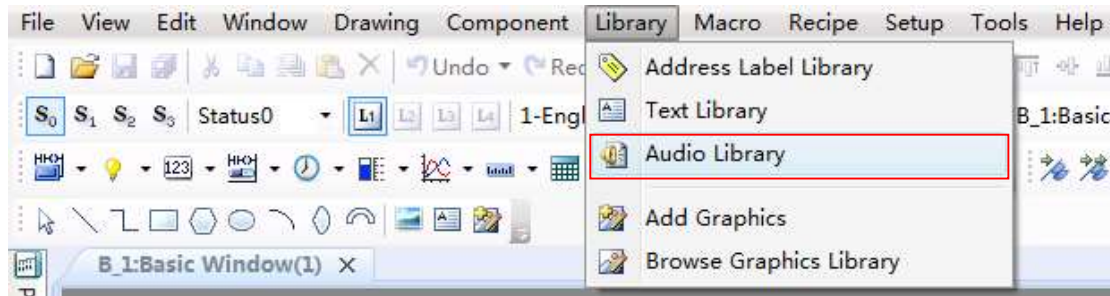 File View Edit Window Drawing Component Library Macro Recipe Setup Tools Help
Undo Rec Address Label Library
S0 S1 S2 S3 Status0 L1 L2 L3 L4 1-Engl Text Library B_1:Basic
123 Audio Library
Add Graphics
B_1:Basic Window(1) Browse Graphics Library